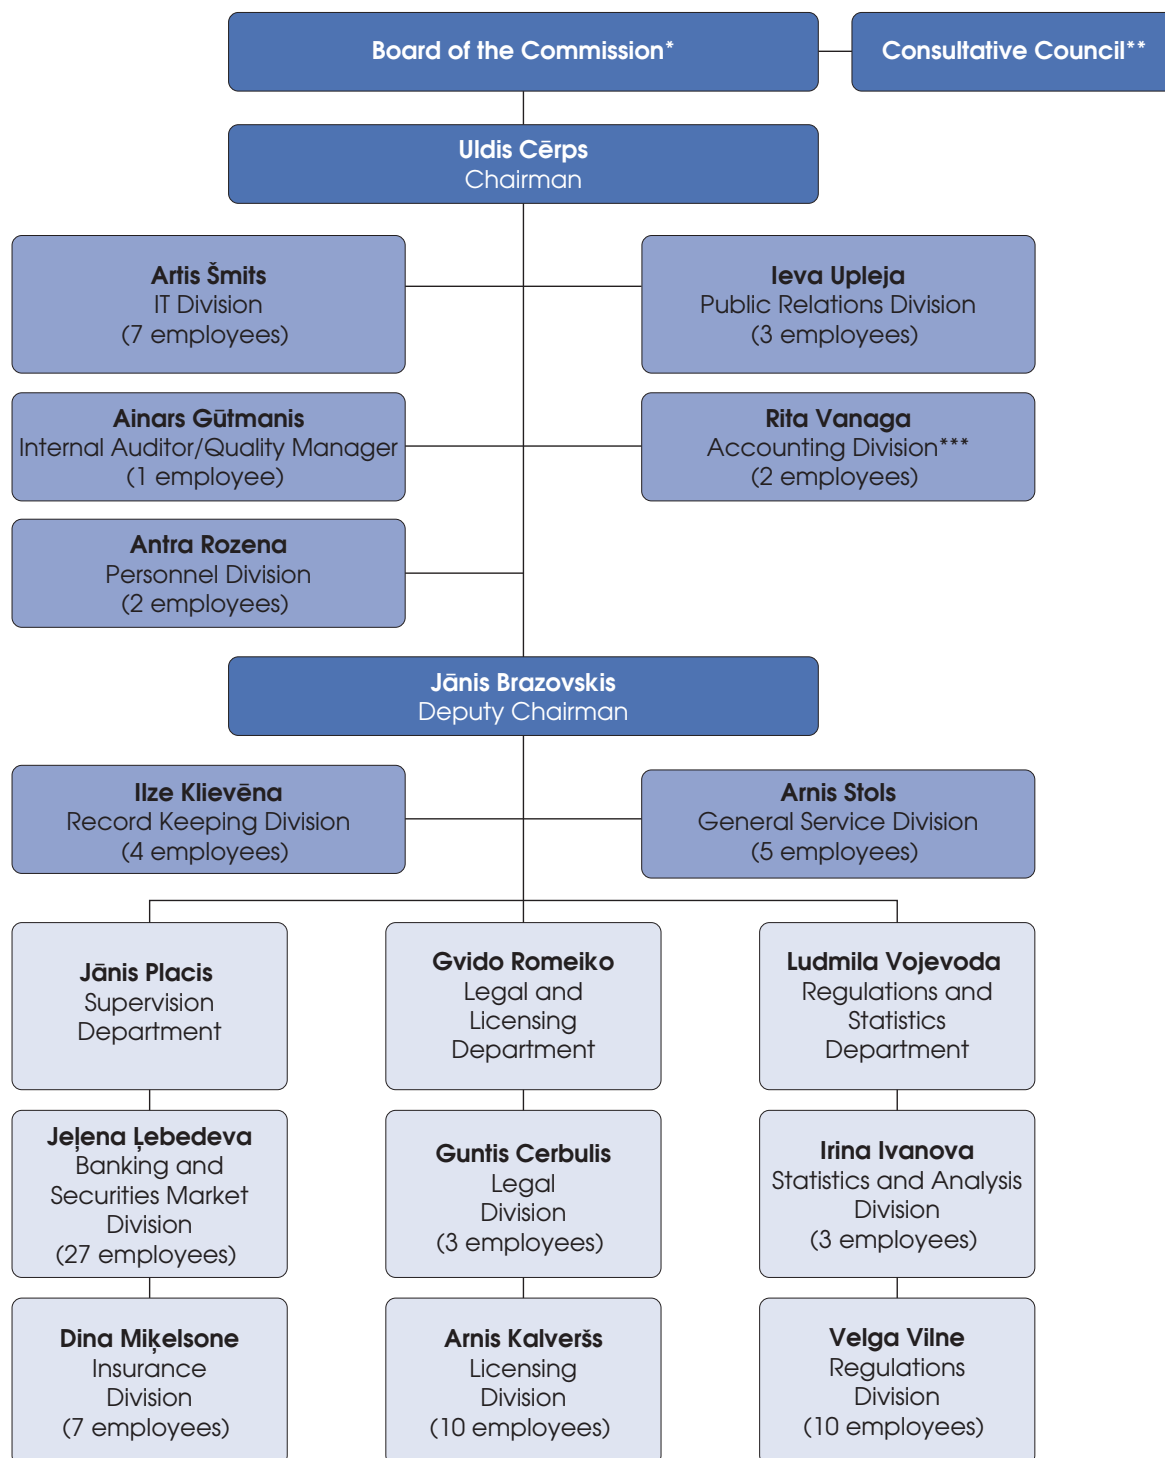 Board of the Commission*
Consultative Council**
Uldis Cērps
Chairman
Artis Šmits
IT Division
(7 employees)
Ieva Upleja
Public Relations Division
(3 employees)
Ainars Gūtmanis
Internal Auditor/Quality Manager
(1 employee)
Rita Vanaga
Accounting Division***
(2 employees)
Antra Rozena
Personnel Division
(2 employees)
Jānis Brazovskis
Deputy Chairman
Ilze Klievēna
Record Keeping Division
(4 employees)
Arnis Stols
General Service Division
(5 employees)
Jānis Placis
Supervision
Department
Gvido Romeiko
Legal and
Licensing
Department
Ludmila Vojevoda
Regulations and
Statistics
Department
Jeļena Ļebedeva
Banking and
Securities Market
Division
(27 employees)
Guntis Cerbulis
Legal
Division
(3 employees)
Irina Ivanova
Statistics and Analysis
Division
(3 employees)
Dina Miķelsone
Insurance
Division
(7 employees)
Arnis Kalveršs
Licensing
Division
(10 employees)
Velga Vilne
Regulations
Division
(10 employees)